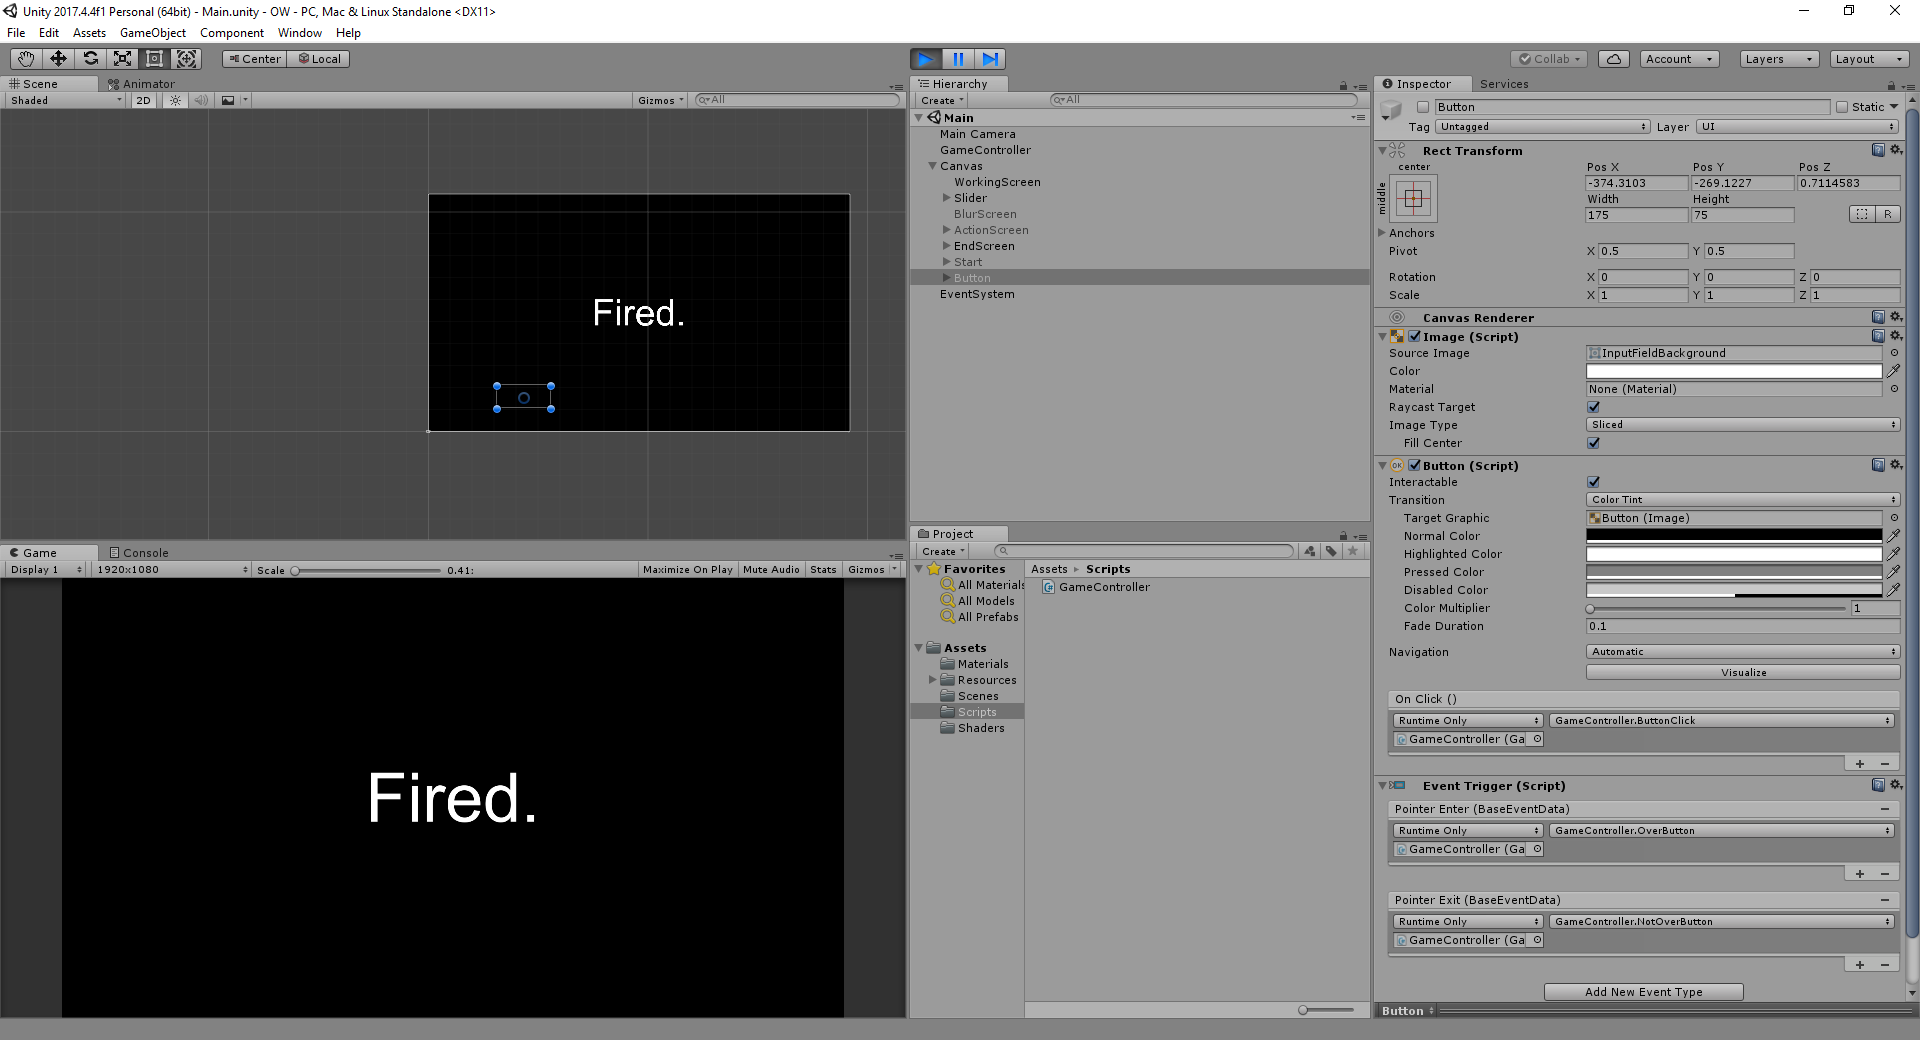 Unity 2017.4.4f1 Personal (64bit) - Main.unity - OW - PC, Mac & Linux Standalone <DX11>
File Edit Assets GameObject Component Window Help
Center Local
Collab Account Layers Layout
Scene Animator
Shaded 2D Gizmos All
Fired.
Game Console
Display 1 1920x1080 Scale 0.41: Maximize On Play Mute Audio Stats Gizmos
Fired.
Hierarchy
Create All
Main
Main Camera
GameController
Canvas
WorkingScreen
Slider
BlurScreen
ActionScreen
EndScreen
Start
Button
EventSystem
Project
Create
Favorites
All Materials
All Models
All Prefabs
Assets
Materials
Resources
Scenes
Scripts
Shaders
Assets Scripts
GameController
Inspector Services
Button Static
Tag Untagged Layer UI
Rect Transform
center
middle
Pos X Pos Y Pos Z
-374.3103 -269.1227 0.7114583
Width Height
175 75
R
Anchors
Pivot X 0.5 Y 0.5
Rotation X 0 Y 0 Z 0
Scale X 1 Y 1 Z 1
Canvas Renderer
Image (Script)
Source Image InputFieldBackground
Color
Material None (Material)
Raycast Target
Image Type Sliced
Fill Center
OK Button (Script)
Interactable
Transition Color Tint
Target Graphic Button (Image)
Normal Color
Highlighted Color
Pressed Color
Disabled Color
Color Multiplier 1
Fade Duration 0.1
Navigation Automatic
Visualize
On Click ()
Runtime Only GameController.ButtonClick
GameController (Ga
+ −
Event Trigger (Script)
Pointer Enter (BaseEventData) −
Runtime Only GameController.OverButton
GameController (Ga
+ −
Pointer Exit (BaseEventData) −
Runtime Only GameController.NotOverButton
GameController (Ga
+ −
Add New Event Type
Button